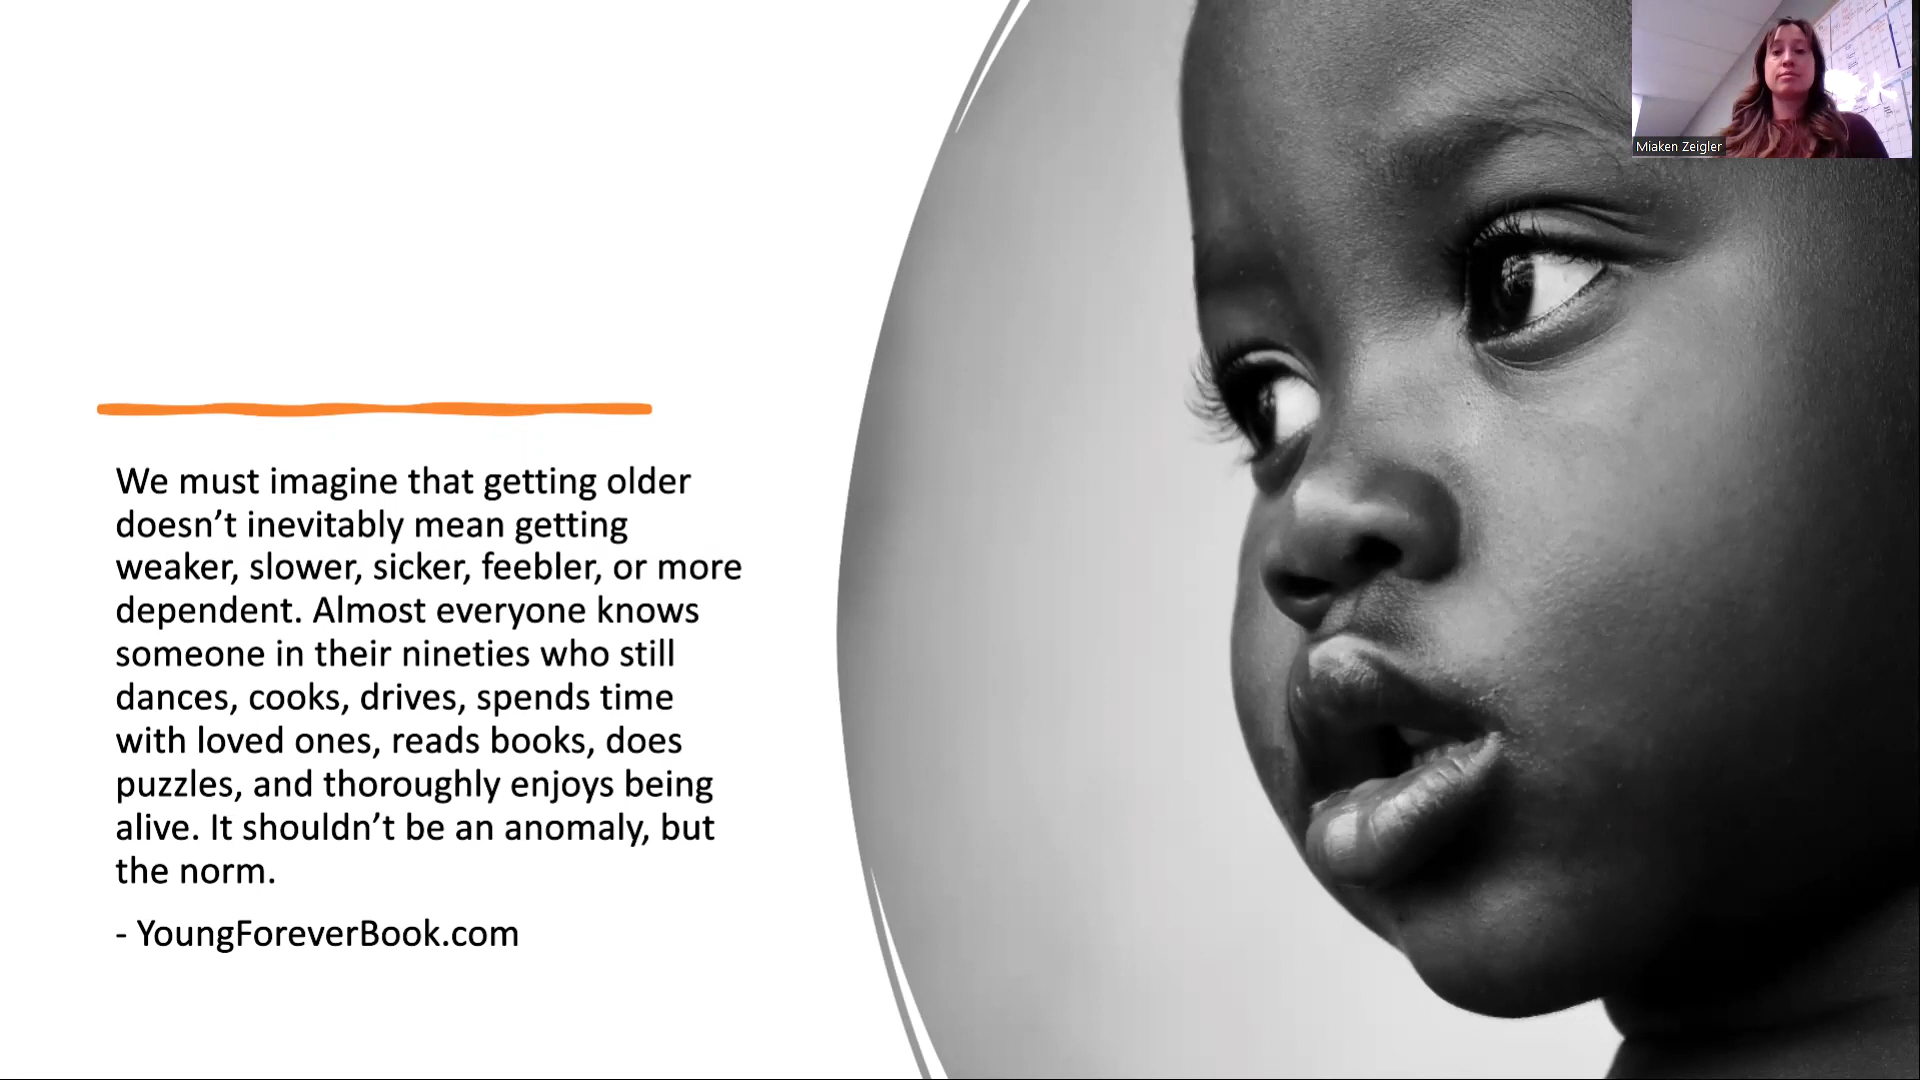 Miaken Zeigler
We must imagine that getting older
doesn’t inevitably mean getting
weaker, slower, sicker, feebler, or more
dependent. Almost everyone knows
someone in their nineties who still
dances, cooks, drives, spends time
with loved ones, reads books, does
puzzles, and thoroughly enjoys being
alive. It shouldn’t be an anomaly, but
the norm.
- YoungForeverBook.com